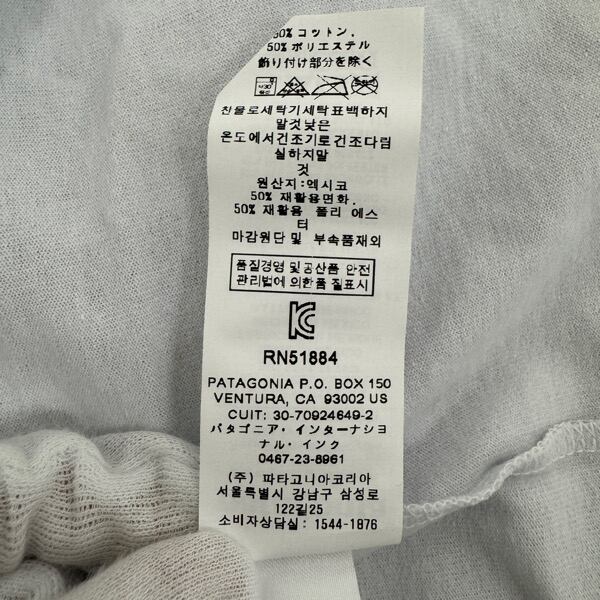 50% コットン.
50% ポリエステル
飾り付け部分を除く
찬물로세탁기세탁표백하지
말것낮은
온도에서건조기로건조다림
실하지말
것
원산지:멕시코
50% 재활용면화.
50% 재활용 폴리 에스
터
마감원단 및 부속품재외
품질경영 및공산품 안전
관리법에 의한품 질표시
RN51884
PATAGONIA P.O. BOX 150
VENTURA, CA 93002 US
CUIT: 30-70924649-2
パタゴニア・インターナショ
ナル・インク
0467-23-8961
(주) 파타고니아코리아
서울특별시 강남구 삼성로
122길25
소비자상담실: 1544-1876